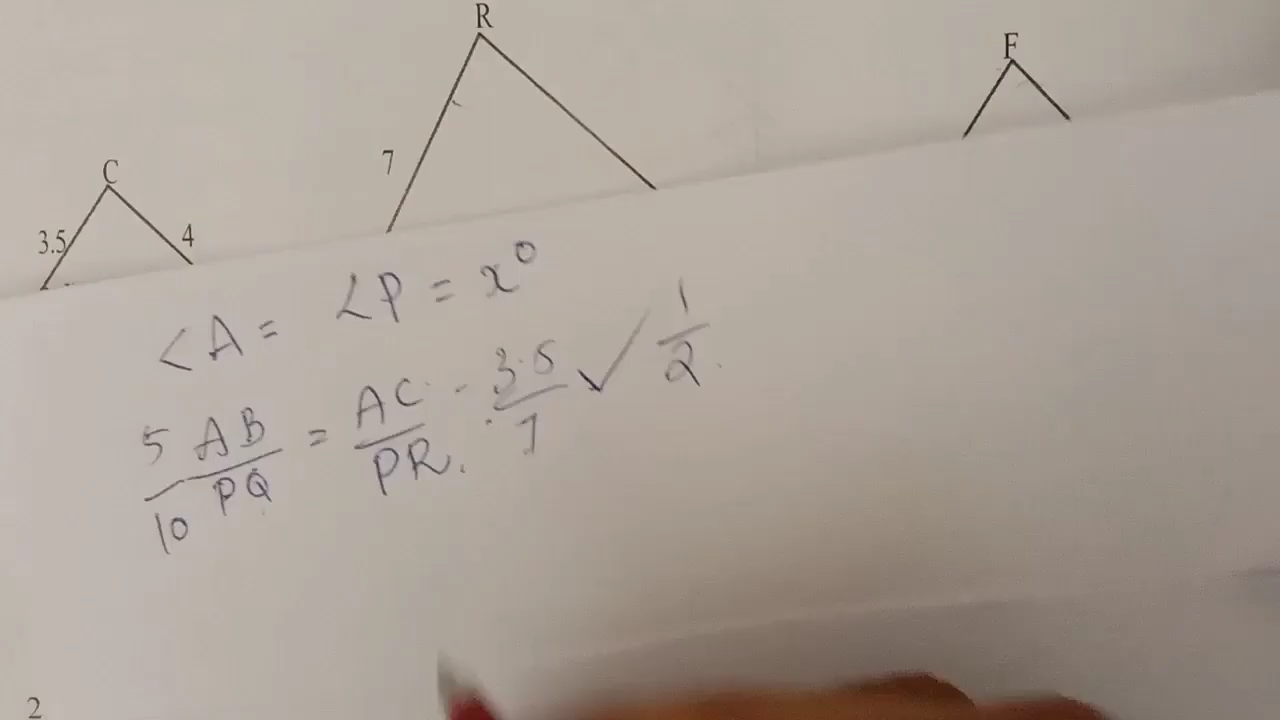 R
F
7
C
3.5
4
<A = ∠P = x°
5 AB/10 PQ = AC/PR. - 3.5/7 ✓ 1/2.
2